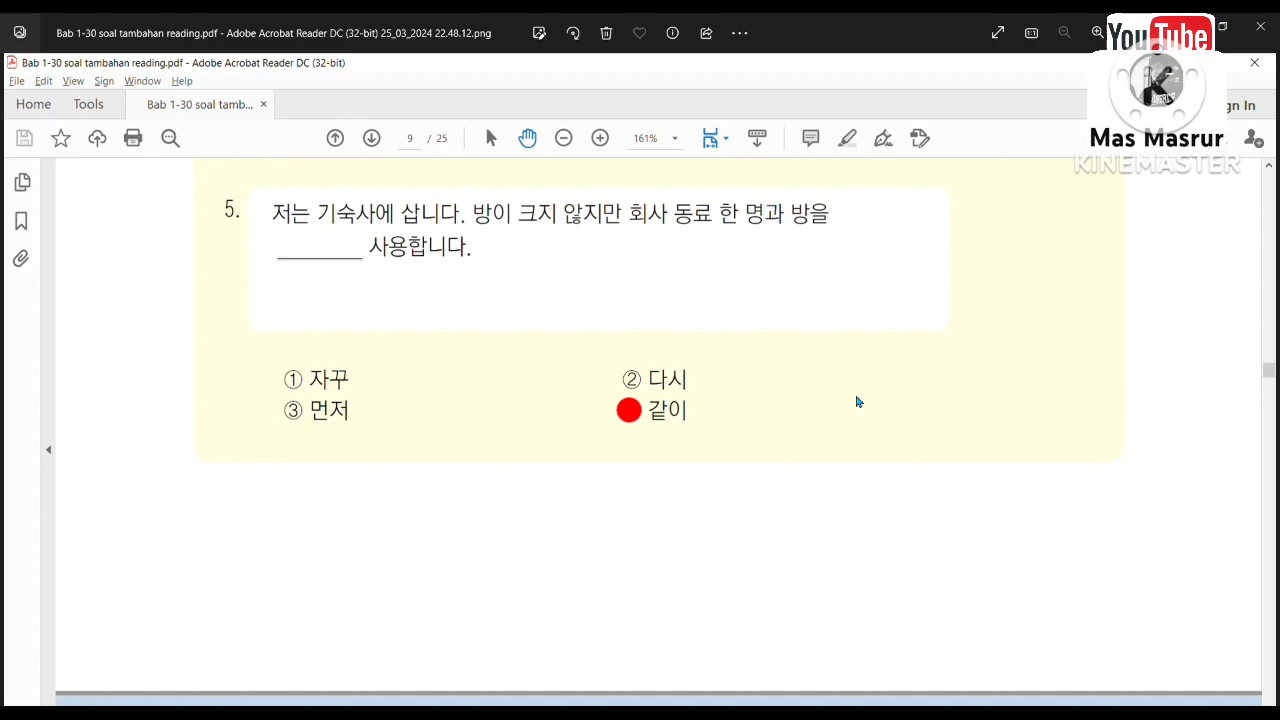 Bab 1-30 soal tambahan reading.pdf - Adobe Acrobat Reader DC (32-bit) 25_03_2024 22.48.12.png
YouTube
Bab 1-30 soal tambahan reading.pdf - Adobe Acrobat Reader DC (32-bit)
File Edit View Sign Window Help
Home Tools Bab 1-30 soal tamb... × gn In
9 / 25 161%
Mas Masrur
KINEMASTER
5. 저는 기숙사에 삽니다. 방이 크지 않지만 회사 동료 한 명과 방을
________ 사용합니다.
① 자꾸 ② 다시
③ 먼저 같이